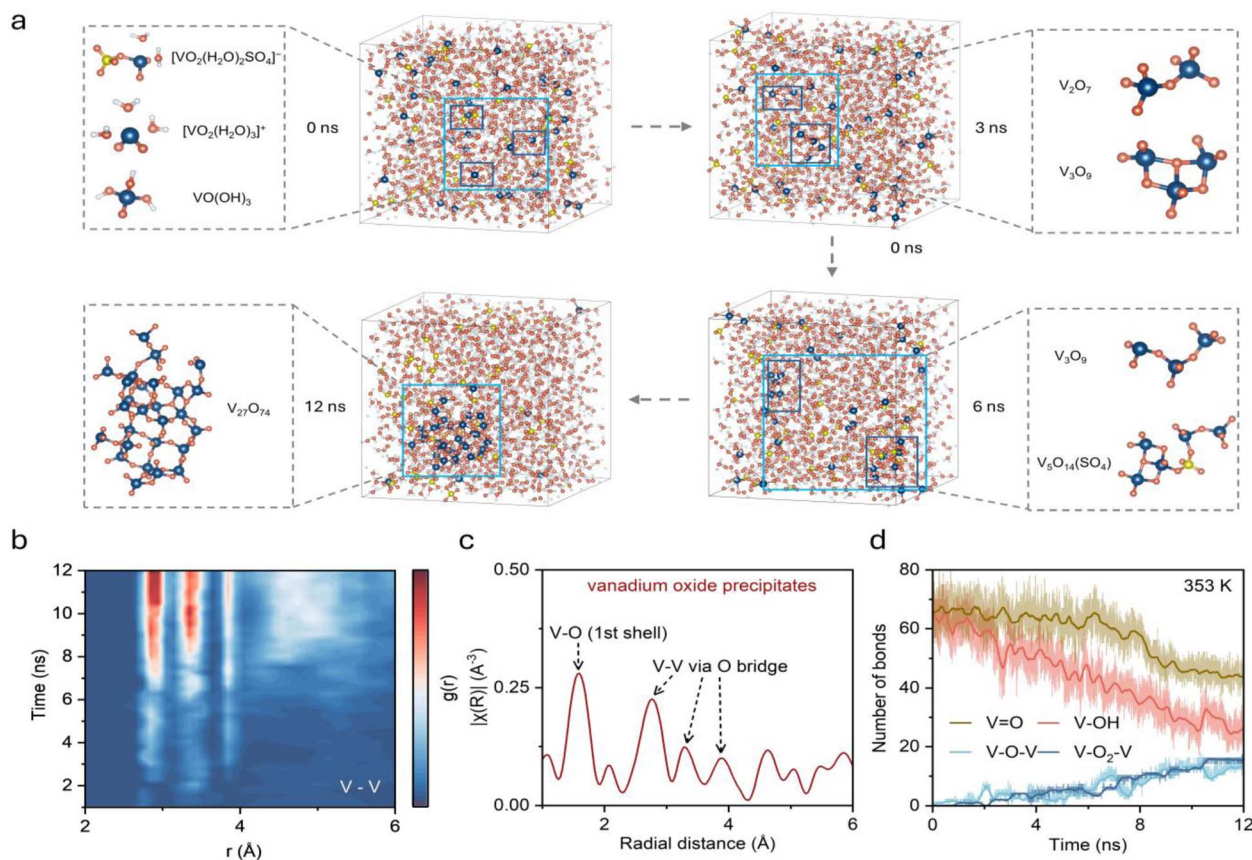 a
[VO₂(H₂O)₂SO₄]⁻
[VO₂(H₂O)₃]⁺
VO(OH)₃
0 ns
3 ns
V₂O₇
V₃O₉
0 ns
V₂₇O₇₄
12 ns
6 ns
V₃O₉
V₅O₁₄(SO₄)
b
Time (ns)
12
10
8
6
4
2
V - V
2
4
6
r (Å)
g(r)
c
|χ(R)| (A⁻³)
0.50
0.25
0.00
vanadium oxide precipitates
V-O (1st shell)
V-V via O bridge
2
3
4
5
6
Radial distance (Å)
d
Number of bonds
80
60
40
20
0
353 K
V=O
V-OH
V-O-V
V-O₂-V
0
4
8
12
Time (ns)